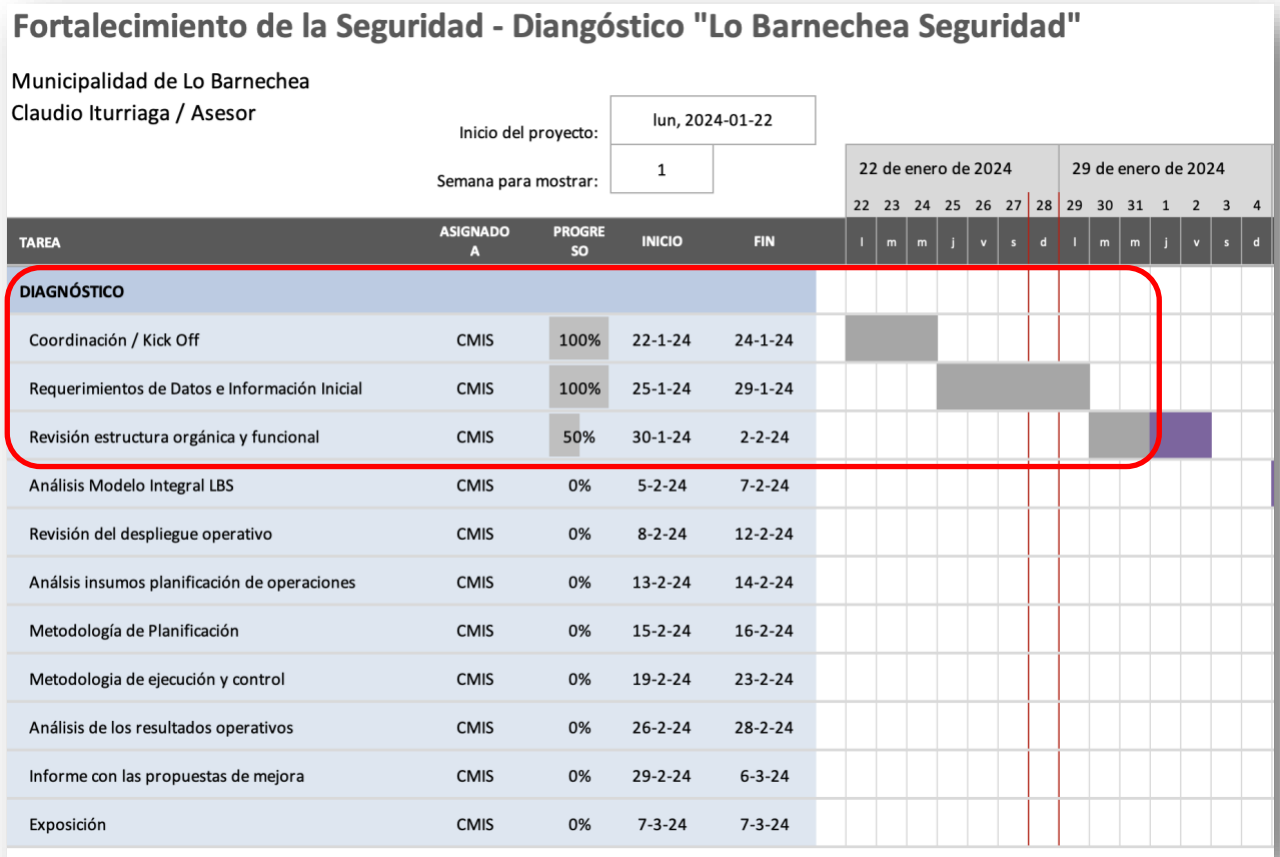 Fortalecimiento de la Seguridad - Diangóstico "Lo Barnechea Seguridad"
Municipalidad de Lo Barnechea
Claudio Iturriaga / Asesor
Inicio del proyecto: lun, 2024-01-22
Semana para mostrar: 1
22 de enero de 2024 29 de enero de 2024
22 23 24 25 26 27 28 29 30 31 1 2 3 4
TAREA ASIGNADO A PROGRESO INICIO FIN l m m j v s d l m m j v s d
DIAGNÓSTICO
Coordinación / Kick Off CMIS 100% 22-1-24 24-1-24
Requerimientos de Datos e Información Inicial CMIS 100% 25-1-24 29-1-24
Revisión estructura orgánica y funcional CMIS 50% 30-1-24 2-2-24
Análisis Modelo Integral LBS CMIS 0% 5-2-24 7-2-24
Revisión del despliegue operativo CMIS 0% 8-2-24 12-2-24
Análsis insumos planificación de operaciones CMIS 0% 13-2-24 14-2-24
Metodología de Planificación CMIS 0% 15-2-24 16-2-24
Metodologia de ejecución y control CMIS 0% 19-2-24 23-2-24
Análisis de los resultados operativos CMIS 0% 26-2-24 28-2-24
Informe con las propuestas de mejora CMIS 0% 29-2-24 6-3-24
Exposición CMIS 0% 7-3-24 7-3-24